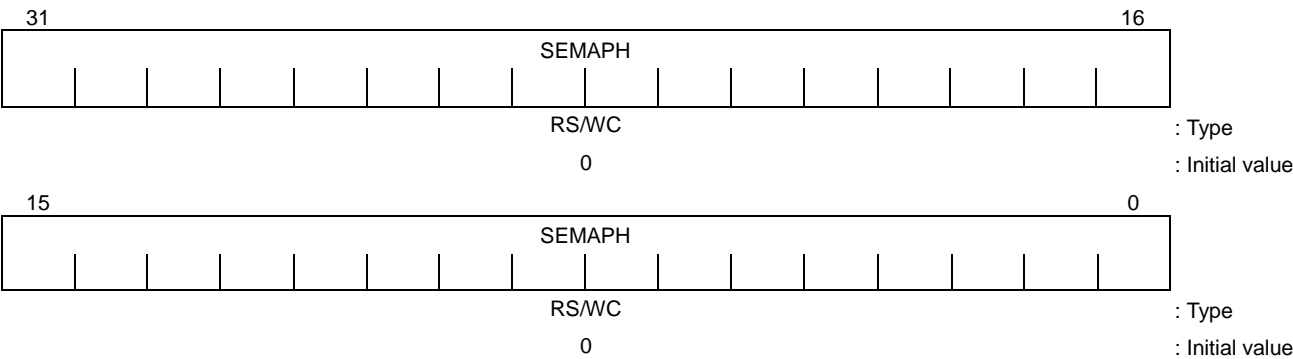 31 16
SEMAPH
RS/WC : Type
0 : Initial value
15 0
SEMAPH
RS/WC : Type
0 : Initial value